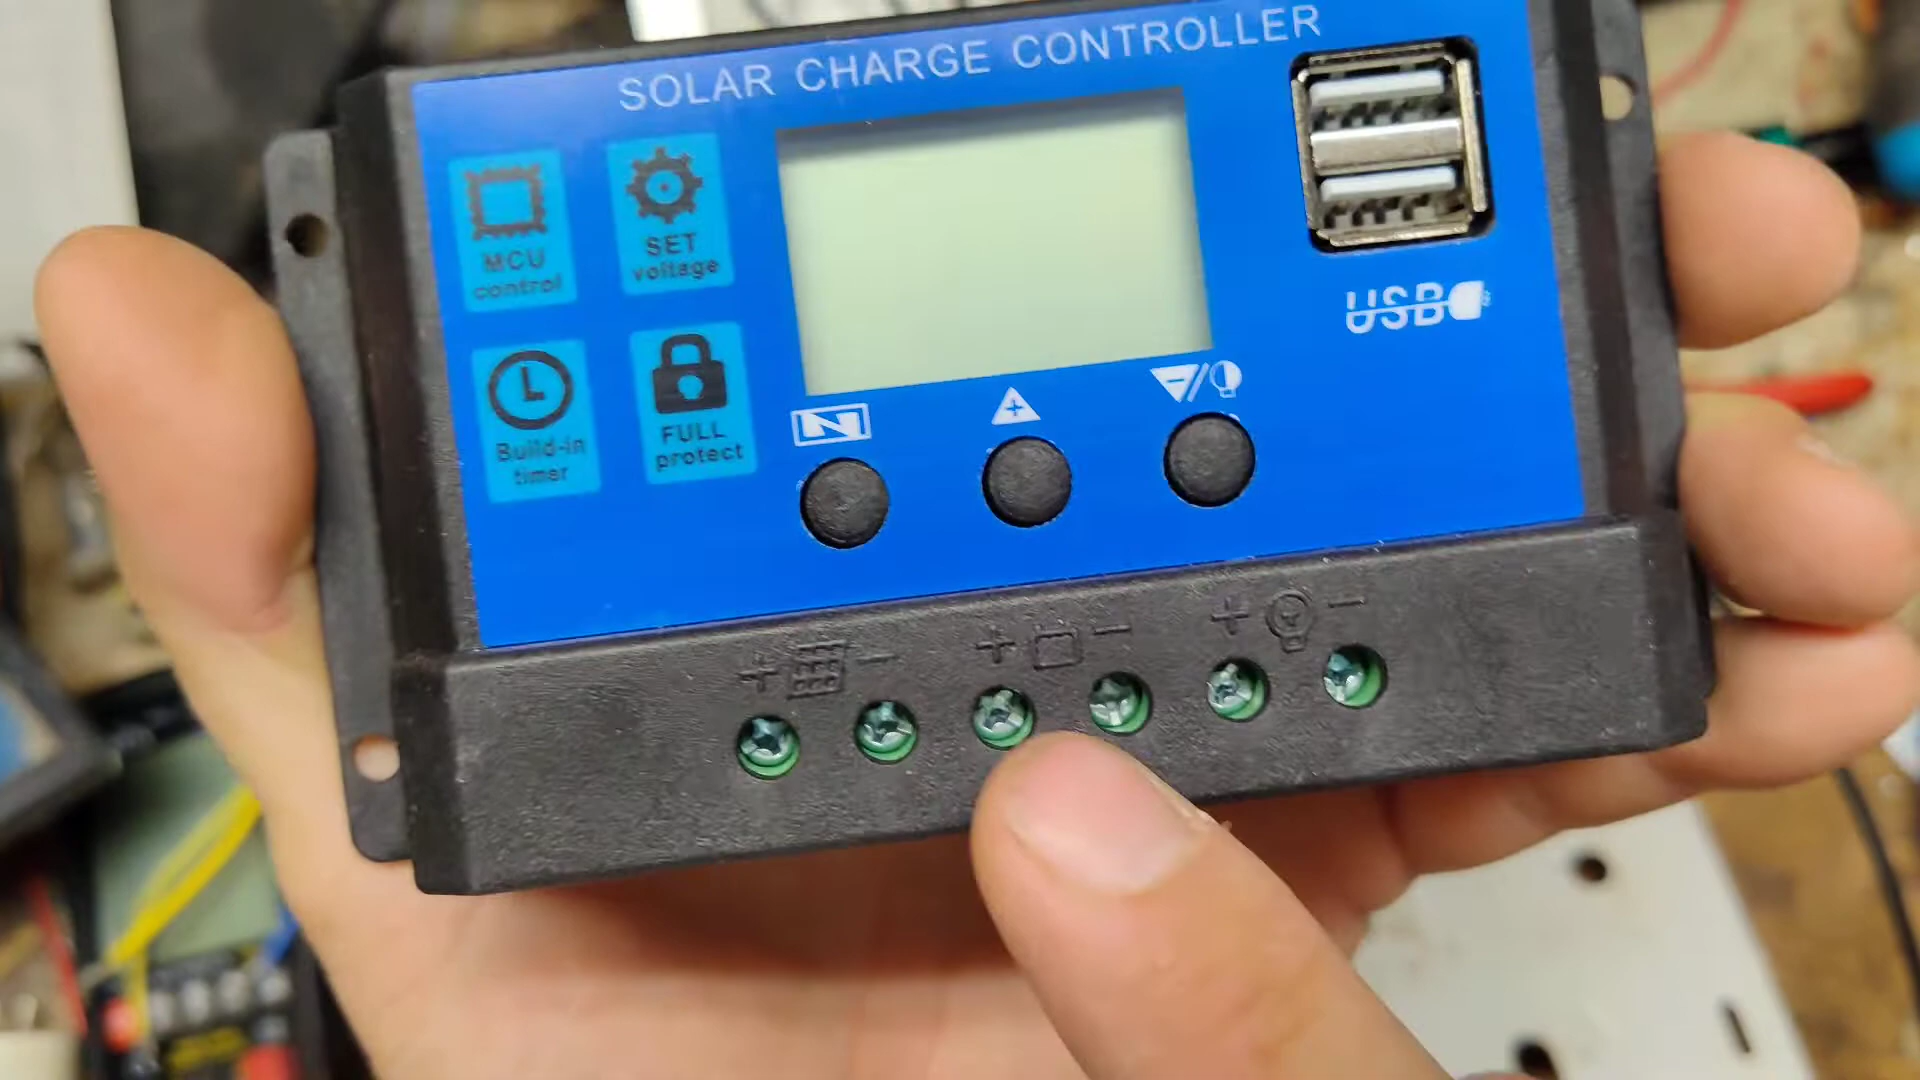 SOLAR CHARGE CONTROLLER
MCU
control
SET
voltage
Build-in
timer
FULL
protect
USB
+ -
+ -
+ -